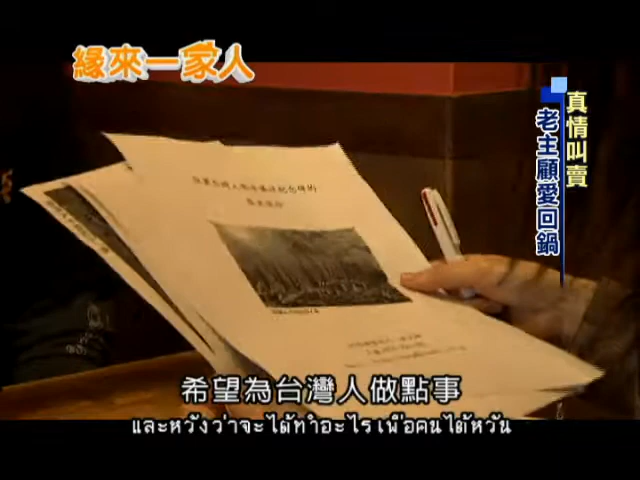 緣來一家人
真情叫賣
老主顧愛回鍋
希望為台灣人做點事
และหวังว่าจะได้ทำอะไร เพื่อคนไต้หวัน